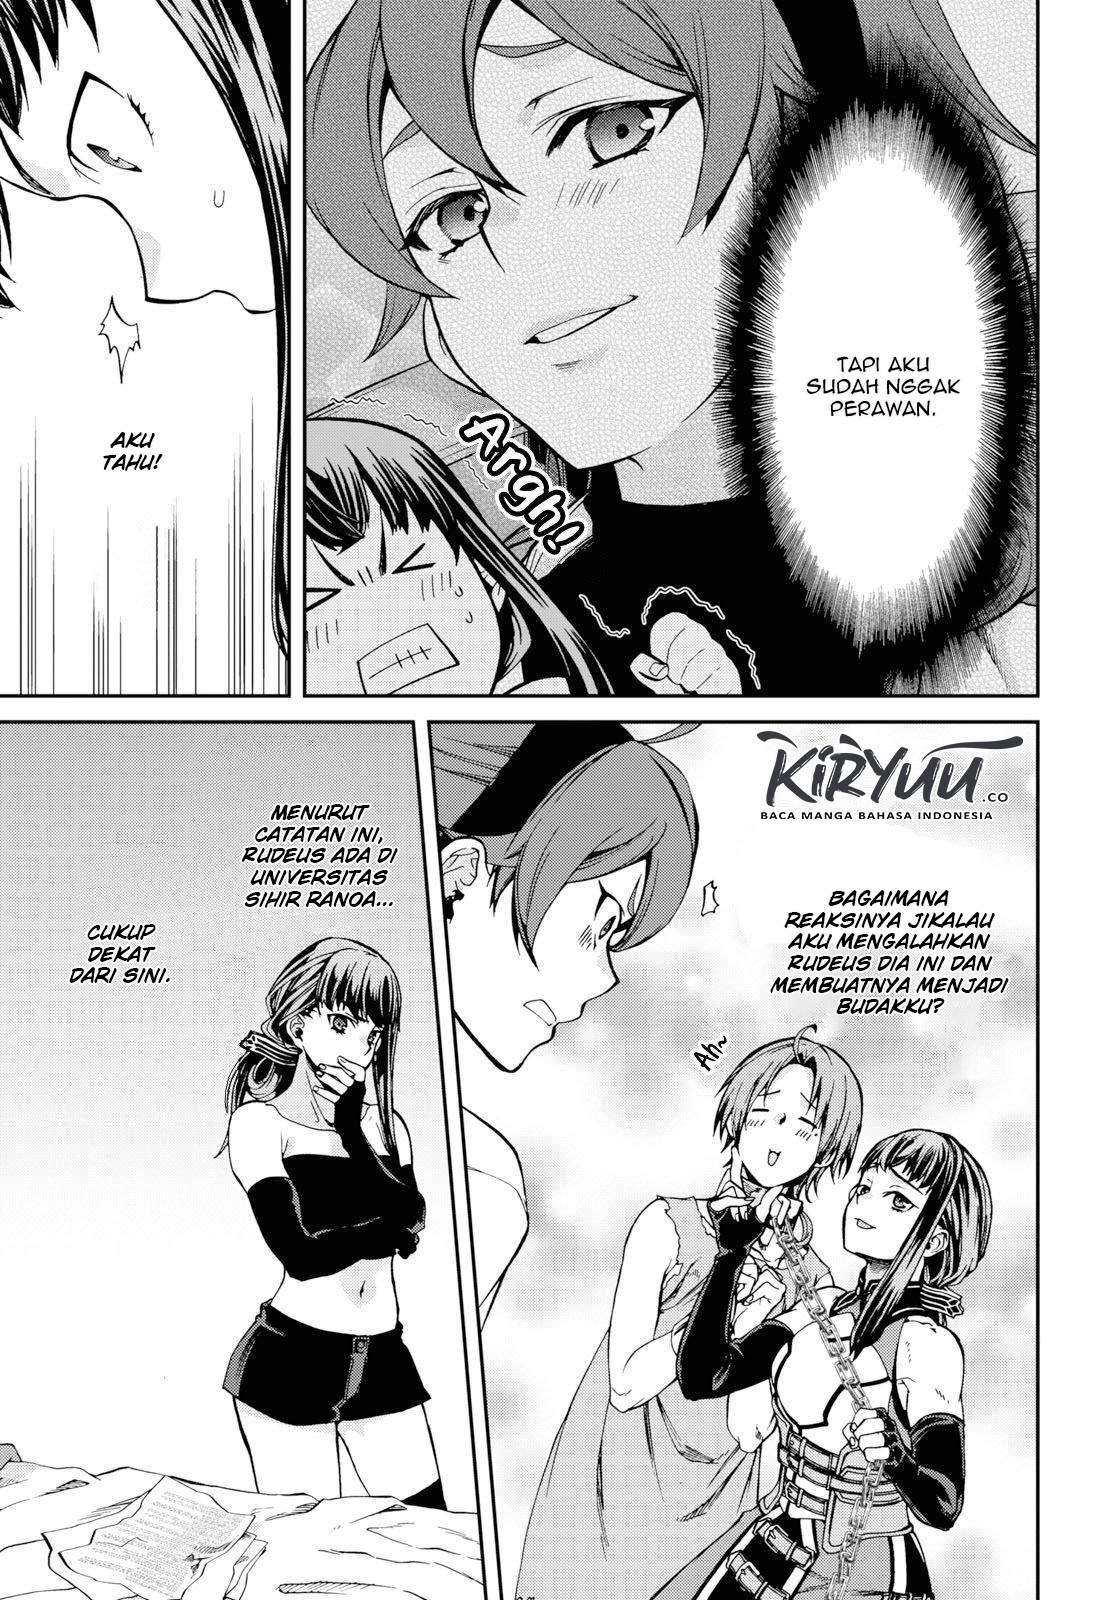 TAPI AKU
SUDAH NGGAK
PERAWAN.
Argh!
AKU
TAHU!
KIRYUU.CO
BACA MANGA BAHASA INDONESIA
BAGAIMANA
REAKSINYA JIKALAU
AKU MENGALAHKAN
RUDEUS DIA INI DAN
MEMBUATNYA MENJADI
BUDAKKU?
Ah~
MENURUT
CATATAN INI,
RUDEUS ADA DI
UNIVERSITAS
SIHIR RANOA...
CUKUP
DEKAT
DARI SINI.